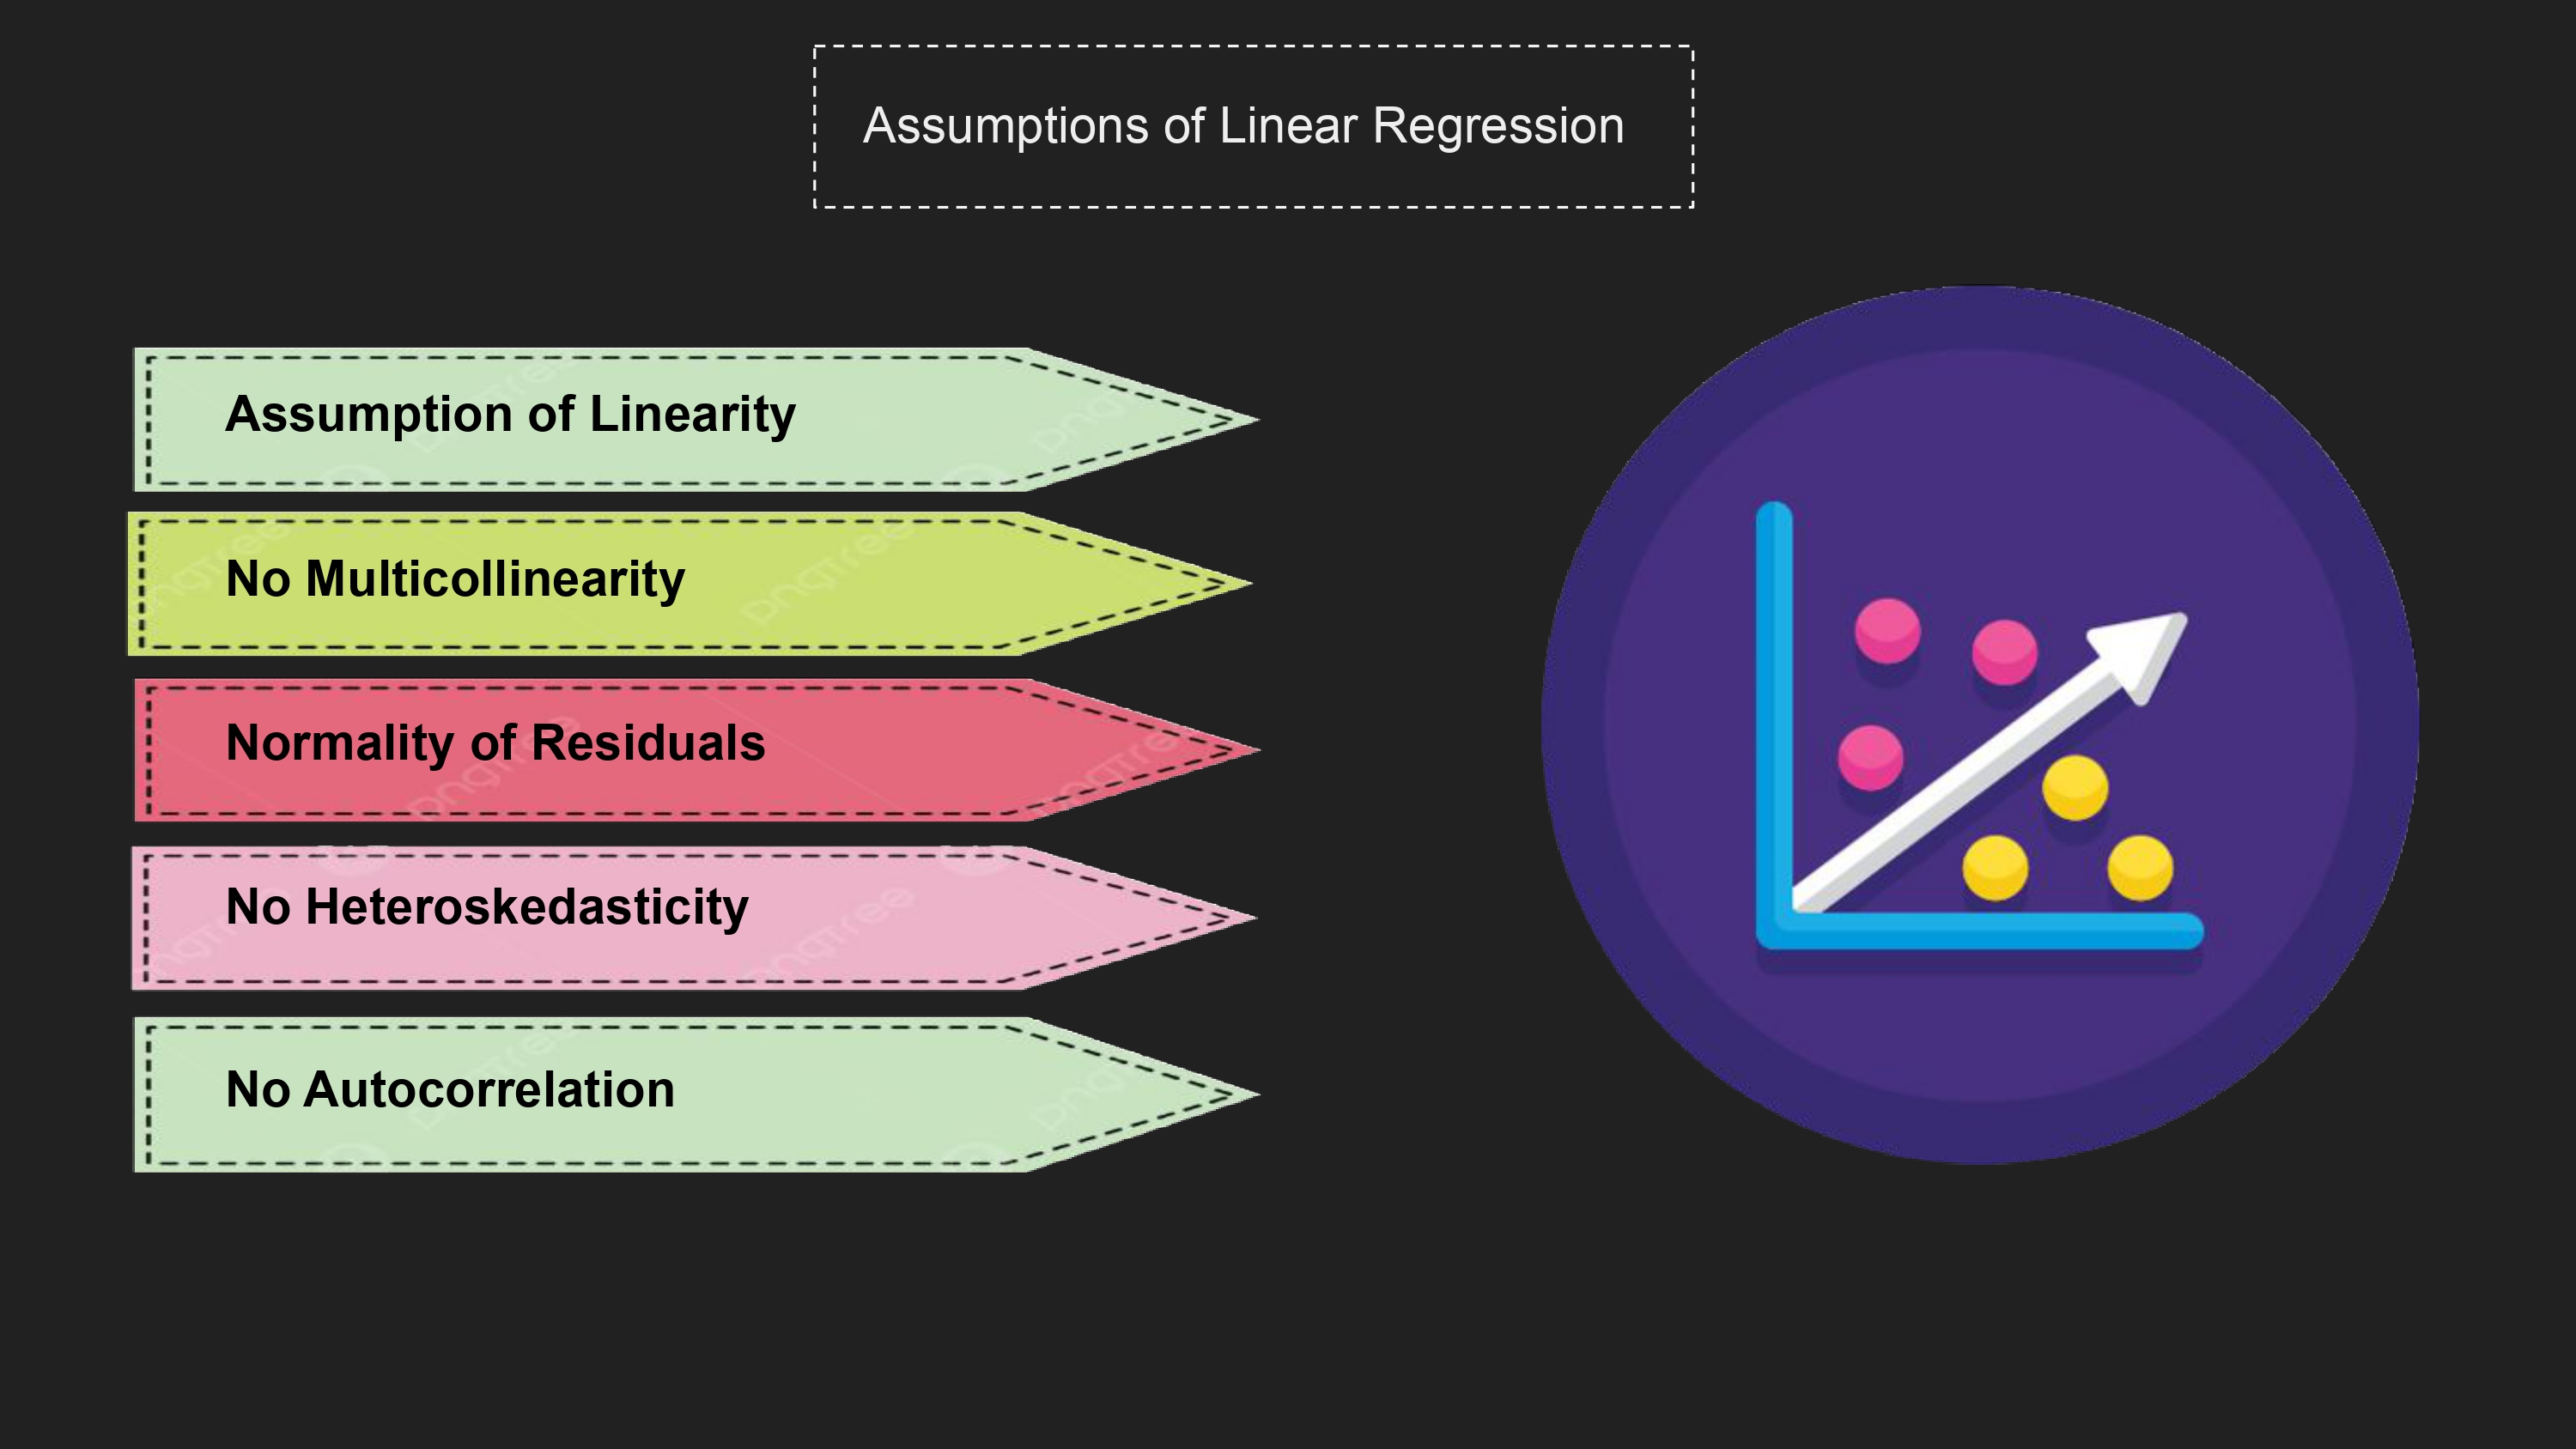 Assumptions of Linear Regression
Assumption of Linearity
No Multicollinearity
Normality of Residuals
No Heteroskedasticity
No Autocorrelation